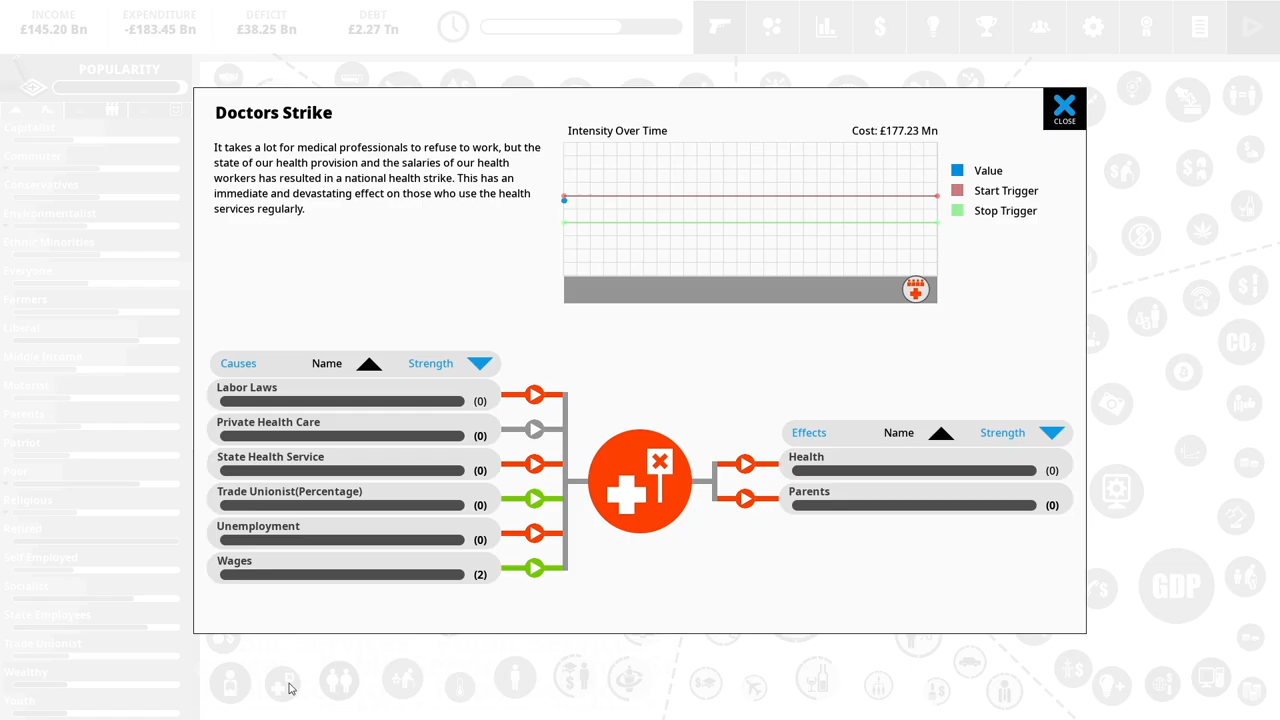 INCOME
£145.20 Bn
EXPENDITURE
-£183.45 Bn
DEFICIT
£38.25 Bn
DEBT
£2.27 Tn
POPULARITY
Capitalist
Commuter
Conservatives
Environmentalist
Ethnic Minorities
Everyone
Farmers
Liberal
Middle Income
Motorist
Parents
Patriot
Poor
Religious
Retired
Self Employed
Socialist
State Employees
Trade Unionist
Wealthy
Youth
Doctors Strike
CLOSE
It takes a lot for medical professionals to refuse to work, but the
state of our health provision and the salaries of our health
workers has resulted in a national health strike. This has an
immediate and devastating effect on those who use the health
services regularly.
Intensity Over Time
Cost: £177.23 Mn
Value
Start Trigger
Stop Trigger
Causes Name Strength
Labor Laws
(0)
Private Health Care
(0)
State Health Service
(0)
Trade Unionist(Percentage)
(0)
Unemployment
(0)
Wages
(2)
Effects Name Strength
Health
(0)
Parents
(0)
CO2
GDP